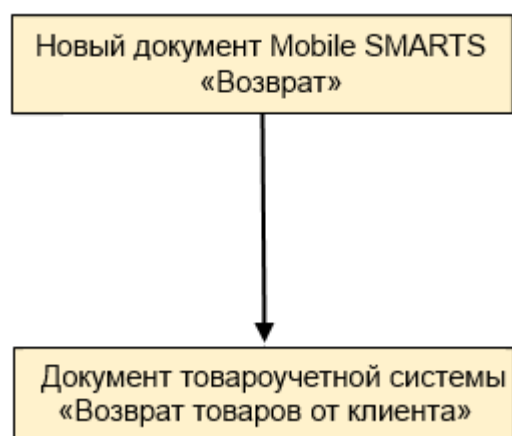 Новый документ Mobile SMARTS
«Возврат»
Документ товароучетной системы
«Возврат товаров от клиента»